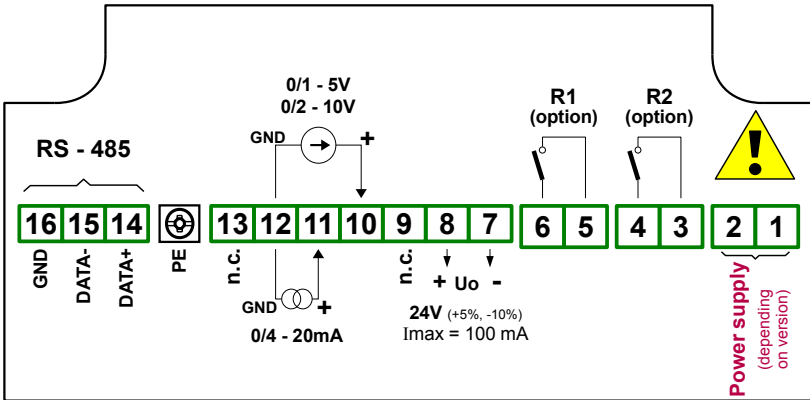 0/1 - 5V
0/2 - 10V
R1
(option)
R2
(option)
RS - 485
GND
+
16
15
14
13
12
11
10
9
8
7
6
5
4
3
2
1
GND
DATA-
DATA+
PE
n.c.
GND
+
0/4 - 20mA
n.c.
+ Uo -
24V (+5%, -10%)
Imax = 100 mA
Power supply
(depending
on version)
!